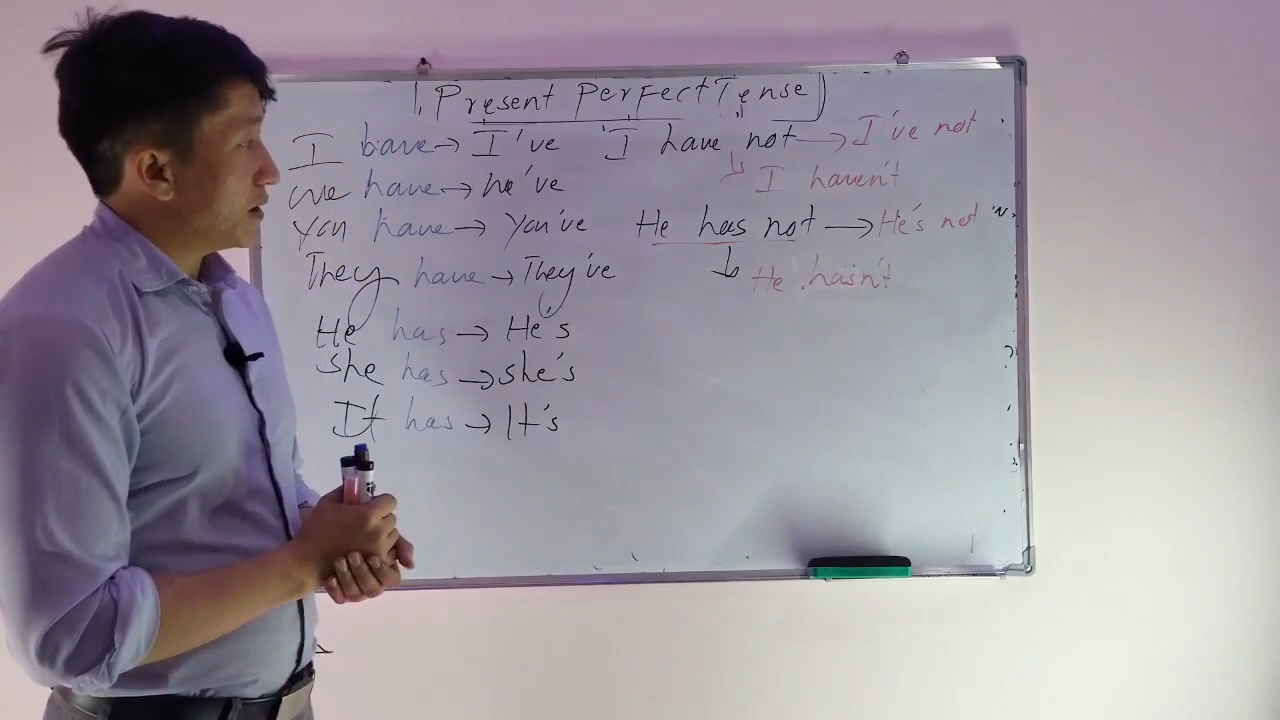 Present Perfect Tense
I have → I've
We have → We've
You have → You've
They have → They've
He has → He's
She has → She's
It has → It's
I have not → I've not
↳ I haven't
He has not → He's not
↳ He hasn't